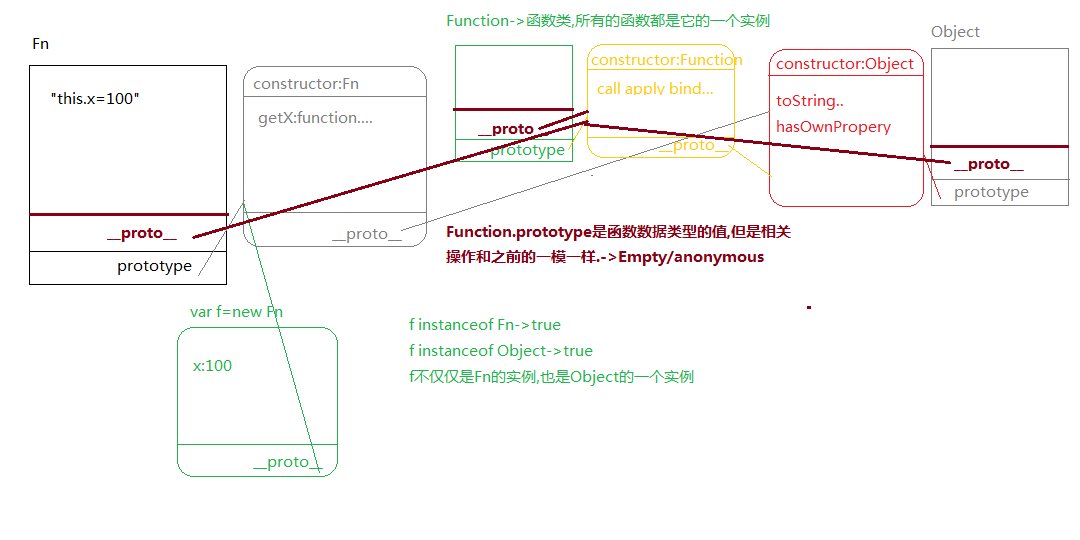 Function->函数类,所有的函数都是它的一个实例
Fn
Object
"this.x=100"
__proto__
prototype
constructor:Fn
getX:function....
__proto__
__proto__
prototype
constructor:Function
call apply bind...
__proto__
constructor:Object
toString..
hasOwnPropery
__proto__
prototype
Function.prototype是函数数据类型的值,但是相关
操作和之前的一模一样.->Empty/anonymous
var f=new Fn
x:100
__proto__
f instanceof Fn->true
f instanceof Object->true
f不仅仅是Fn的实例,也是Object的一个实例